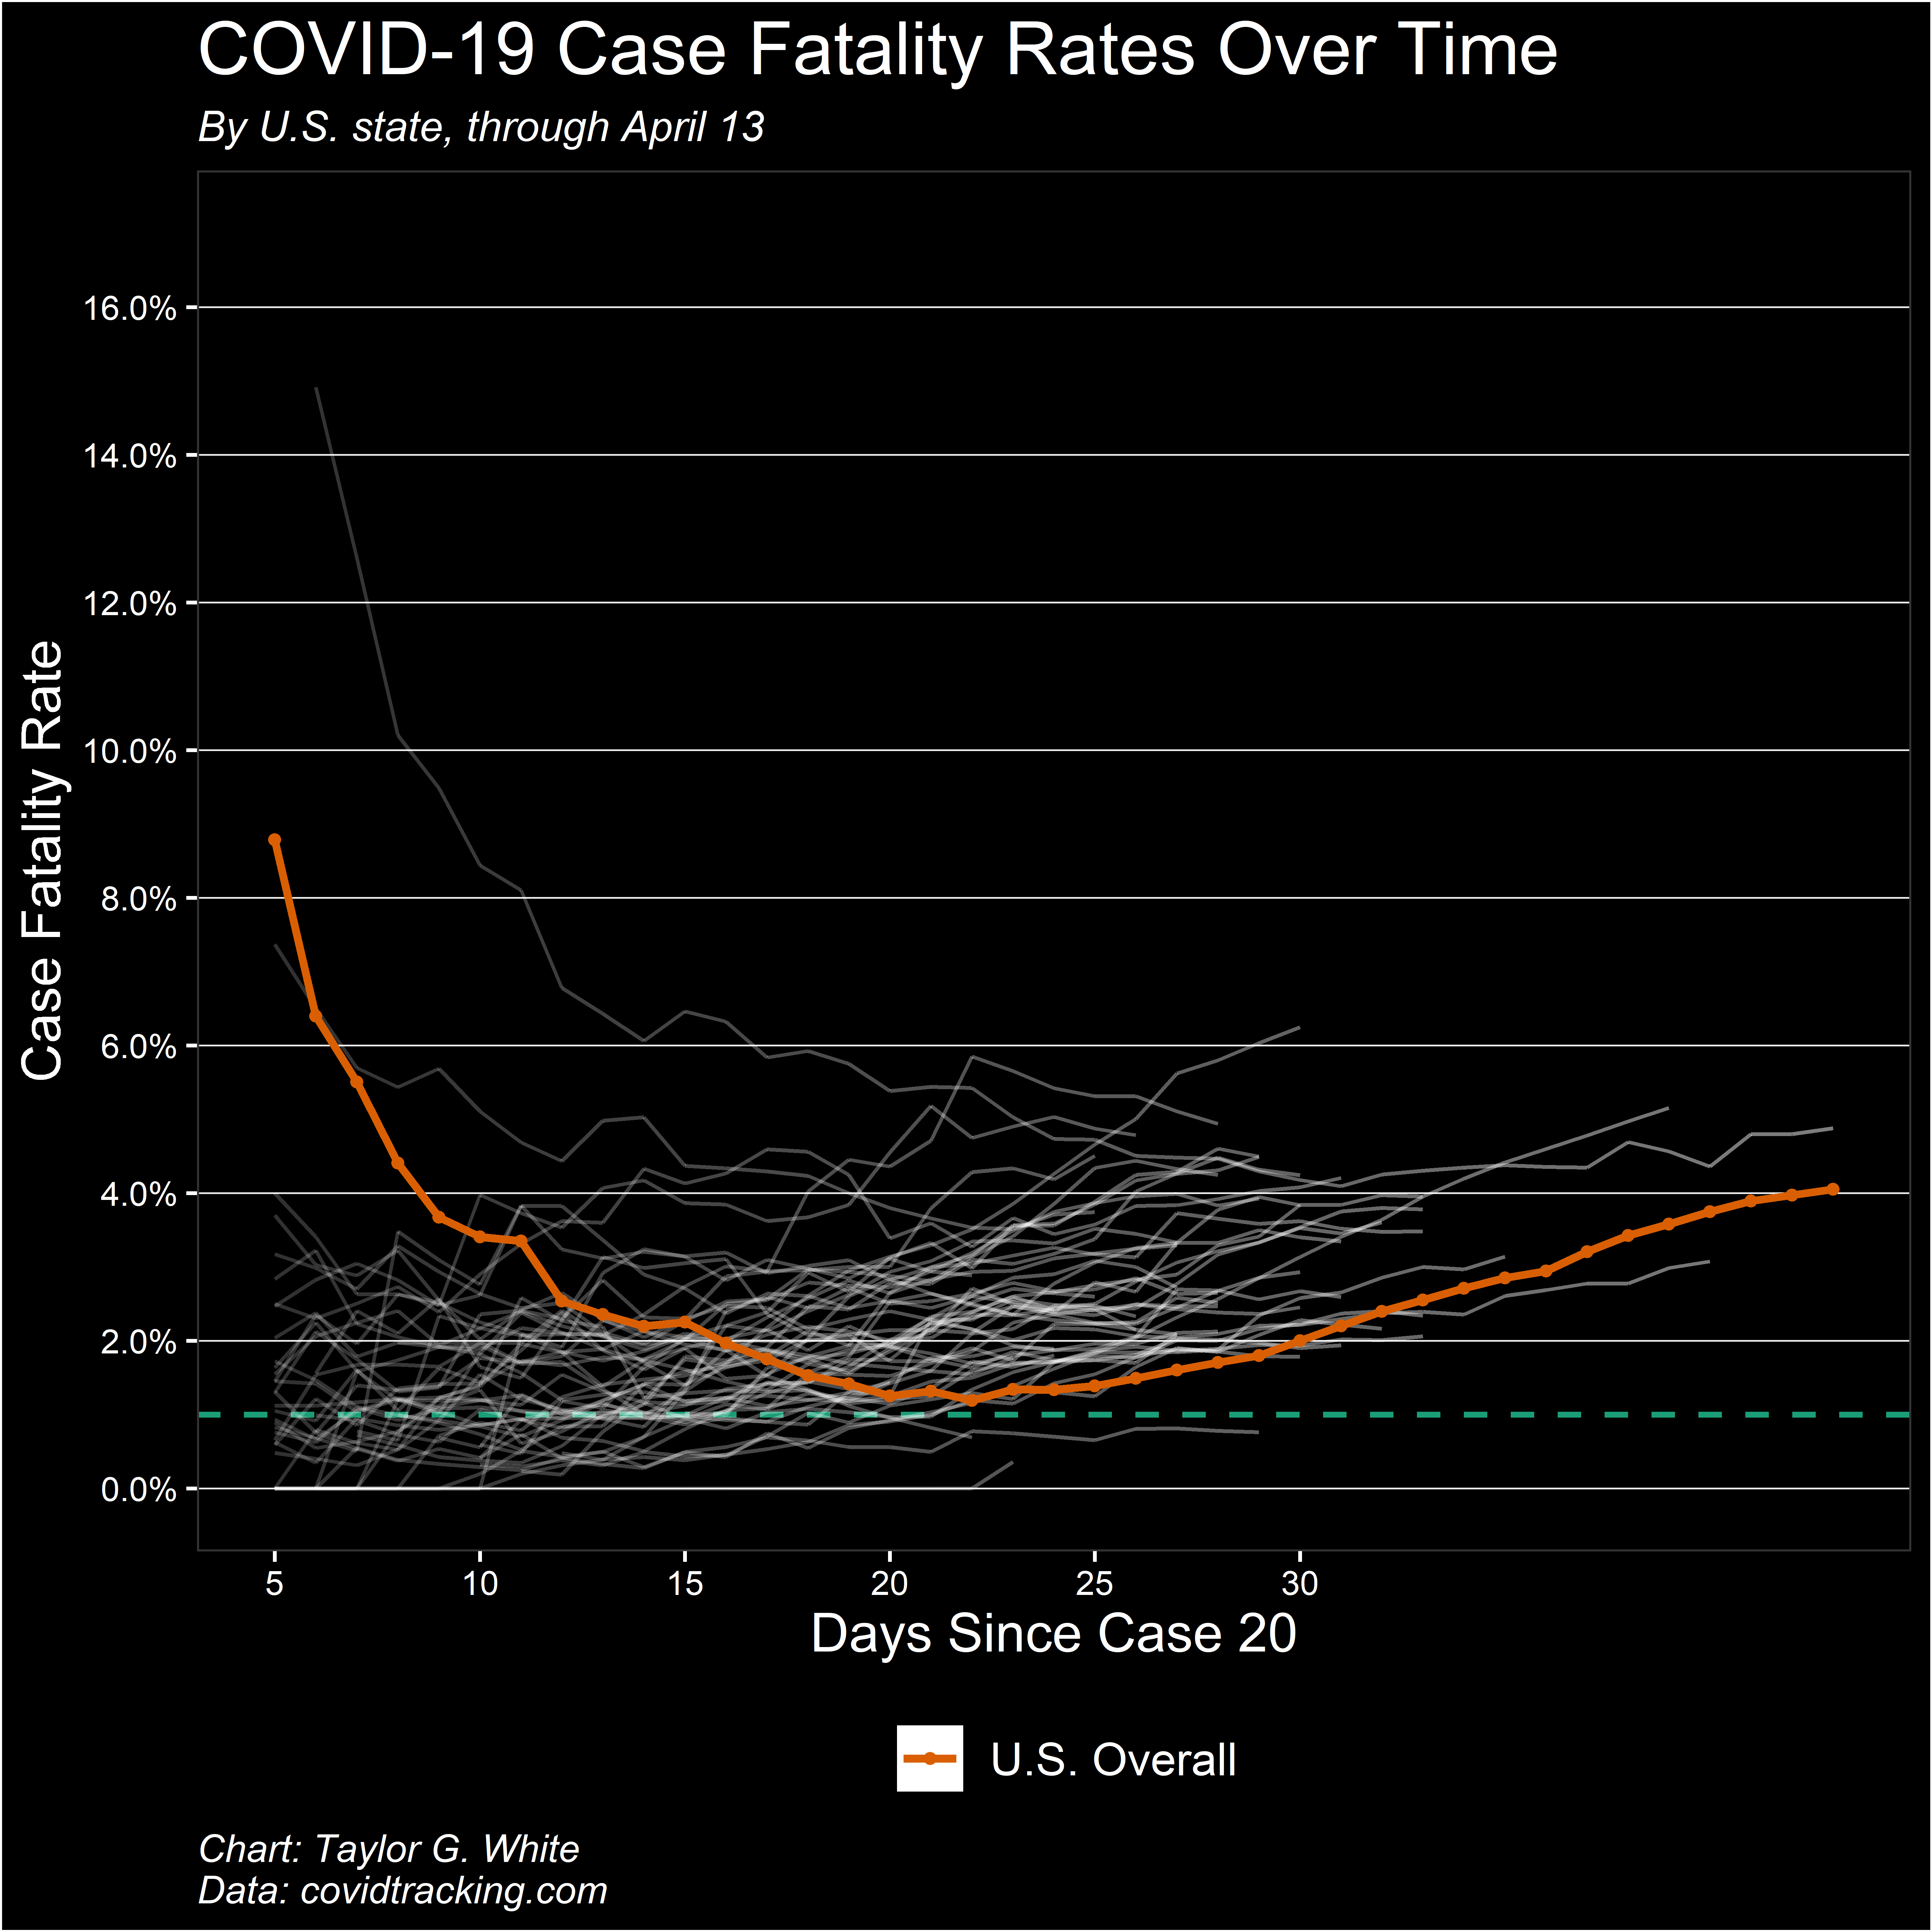 COVID-19 Case Fatality Rates Over Time
By U.S. state, through April 13
Case Fatality Rate
16.0%
14.0%
12.0%
10.0%
8.0%
6.0%
4.0%
2.0%
0.0%
5 10 15 20 25 30
Days Since Case 20
U.S. Overall
Chart: Taylor G. White
Data: covidtracking.com